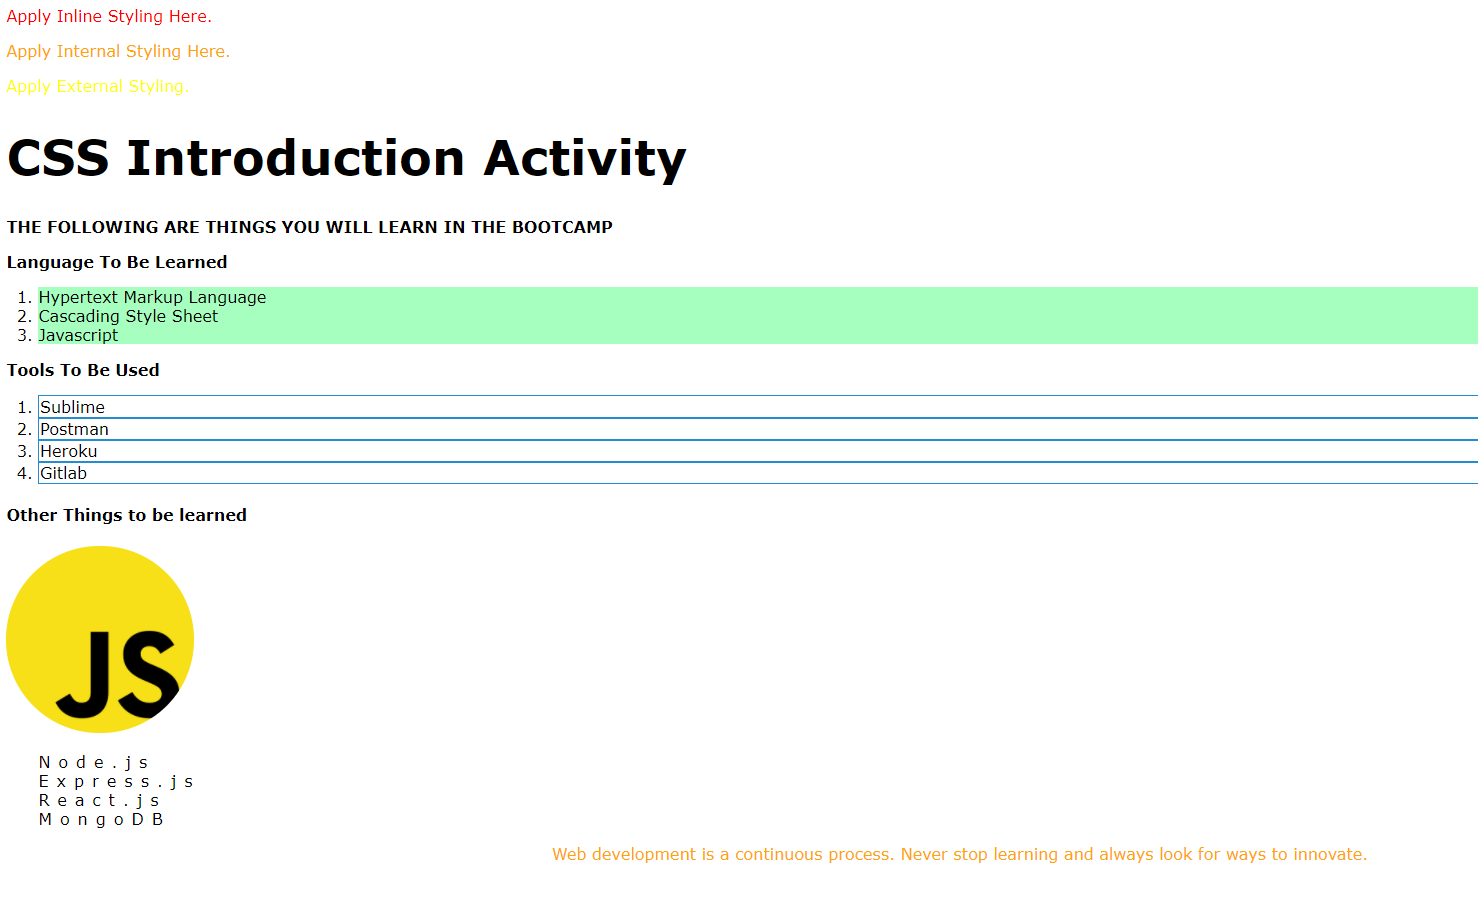 Apply Inline Styling Here.
Apply Internal Styling Here.
Apply External Styling.
CSS Introduction Activity
THE FOLLOWING ARE THINGS YOU WILL LEARN IN THE BOOTCAMP
Language To Be Learned
1. Hypertext Markup Language
2. Cascading Style Sheet
3. Javascript
Tools To Be Used
1. Sublime
2. Postman
3. Heroku
4. Gitlab
Other Things to be learned
JS
Node.js
Express.js
React.js
MongoDB
Web development is a continuous process. Never stop learning and always look for ways to innovate.